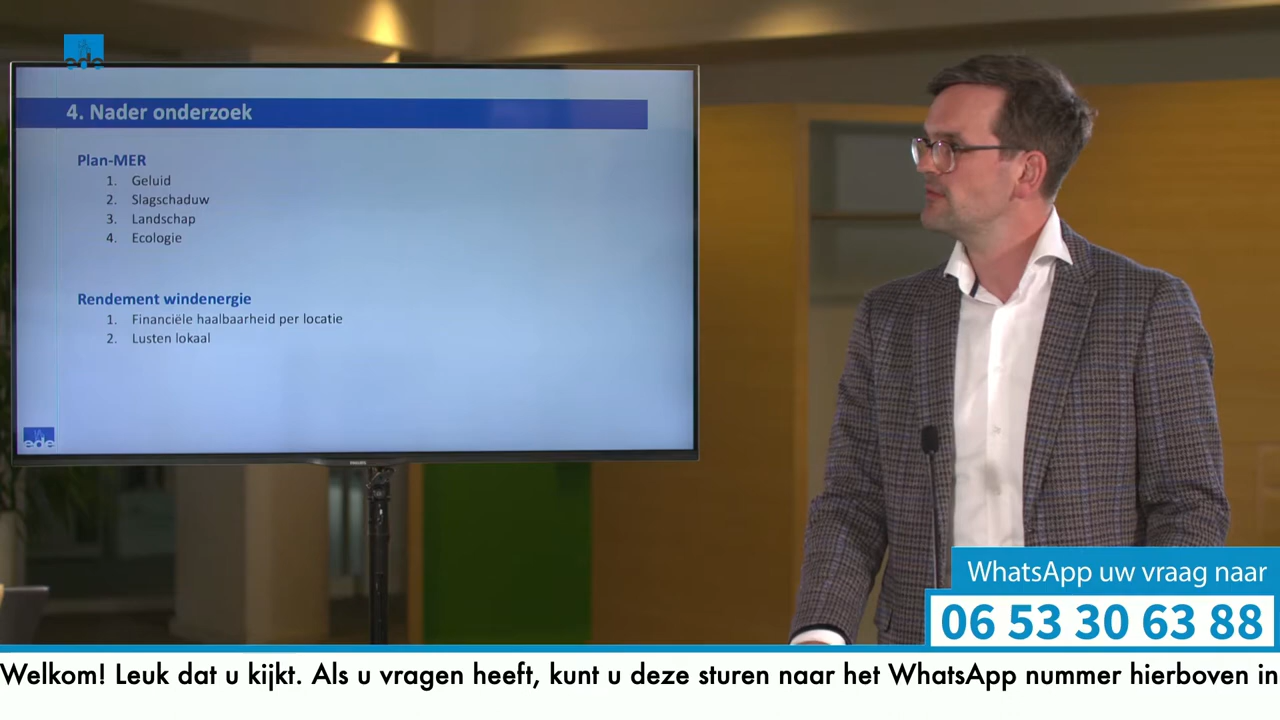 ede
4. Nader onderzoek
Plan-MER
1. Geluid
2. Slagschaduw
3. Landschap
4. Ecologie
Rendement windenergie
1. Financiële haalbaarheid per locatie
2. Lusten lokaal
ede
WhatsApp uw vraag naar
06 53 30 63 88
Welkom! Leuk dat u kijkt. Als u vragen heeft, kunt u deze sturen naar het WhatsApp nummer hierboven in